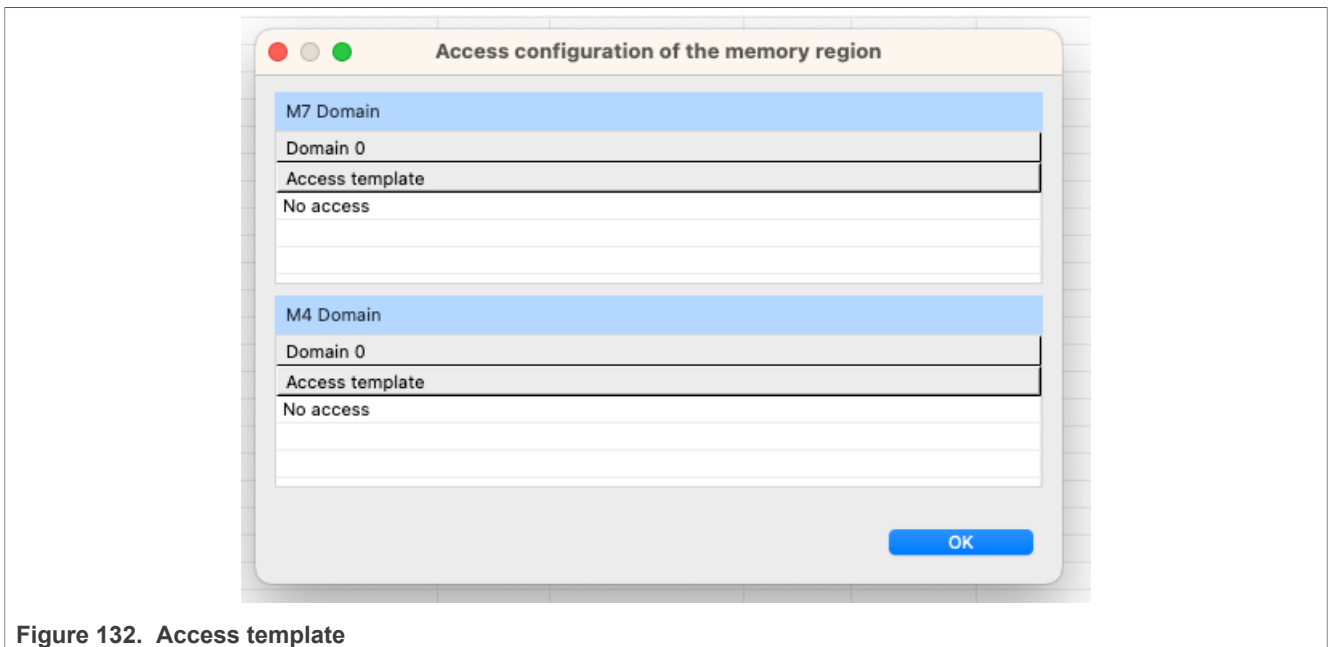 Access configuration of the memory region
M7 Domain
Domain 0
Access template
No access
M4 Domain
Domain 0
Access template
No access
OK
Figure 132. Access template